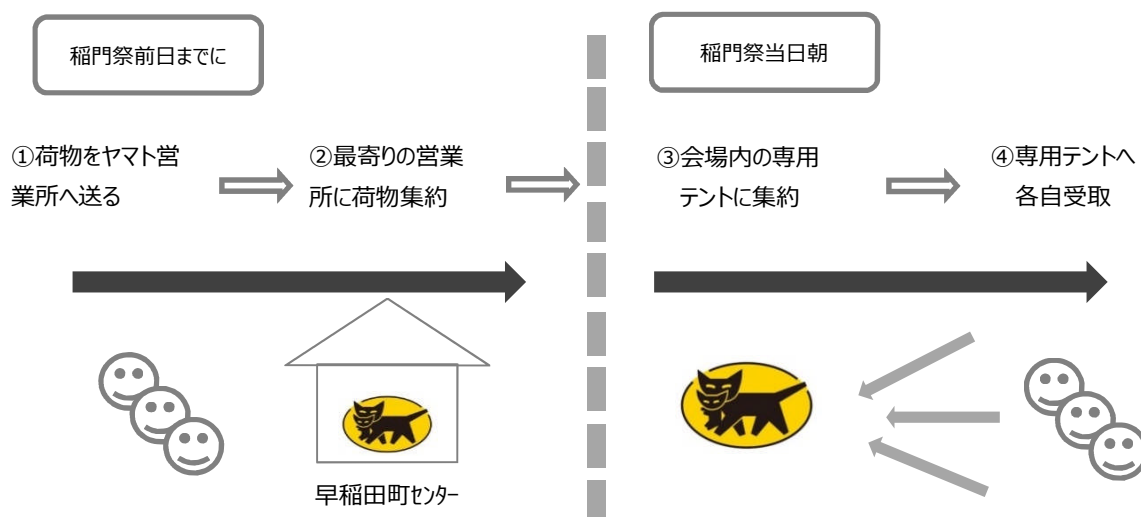 稲門祭前日までに
稲門祭当日朝
①荷物をヤマト営
業所へ送る
②最寄りの営業
所に荷物集約
③会場内の専用
テントに集約
④専用テントへ
各自受取
早稲田町ｾﾝﾀｰ